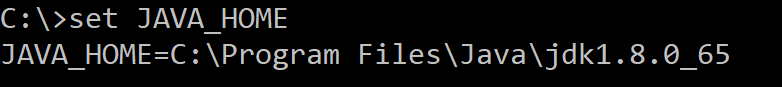 C:\>set JAVA_HOME
JAVA_HOME=C:\Program Files\Java\jdk1.8.0_65